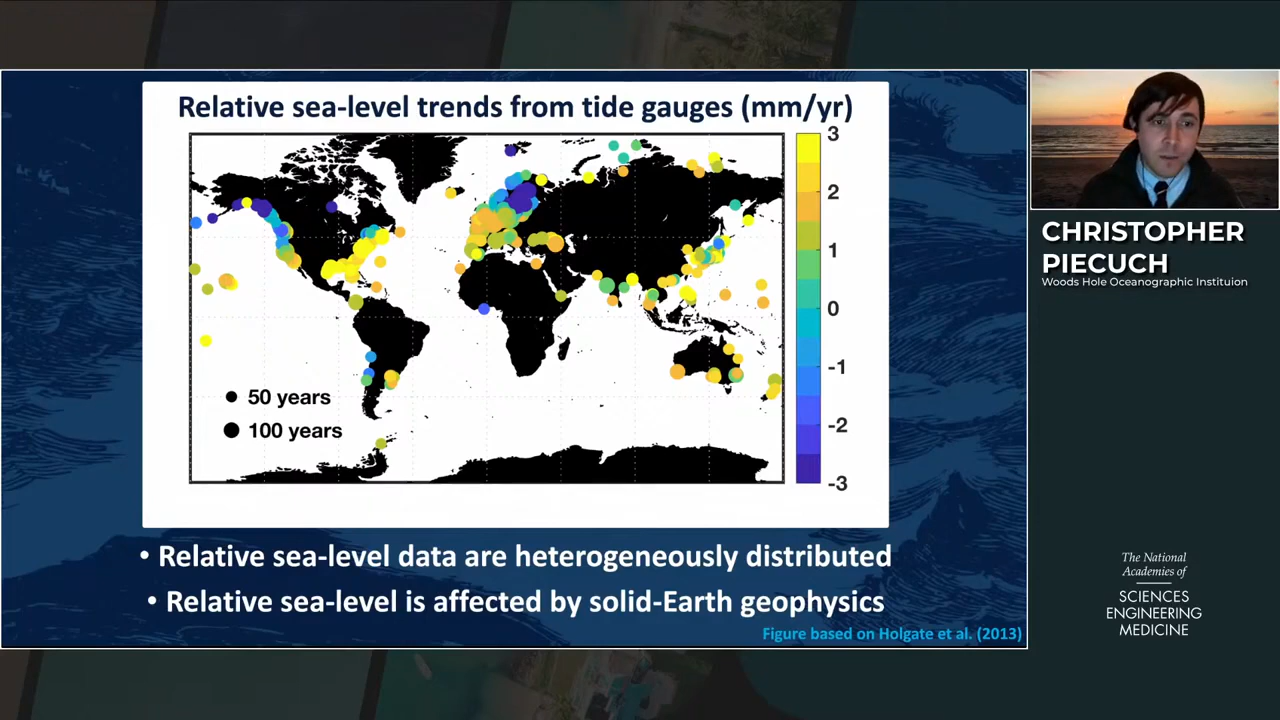 Relative sea-level trends from tide gauges (mm/yr)
3
2
1
0
-1
-2
-3
50 years
100 years
• Relative sea-level data are heterogeneously distributed
• Relative sea-level is affected by solid-Earth geophysics
Figure based on Holgate et al. (2013)
CHRISTOPHER
PIECUCH
Woods Hole Oceanographic Instituion
The National
Academies of
SCIENCES
ENGINEERING
MEDICINE